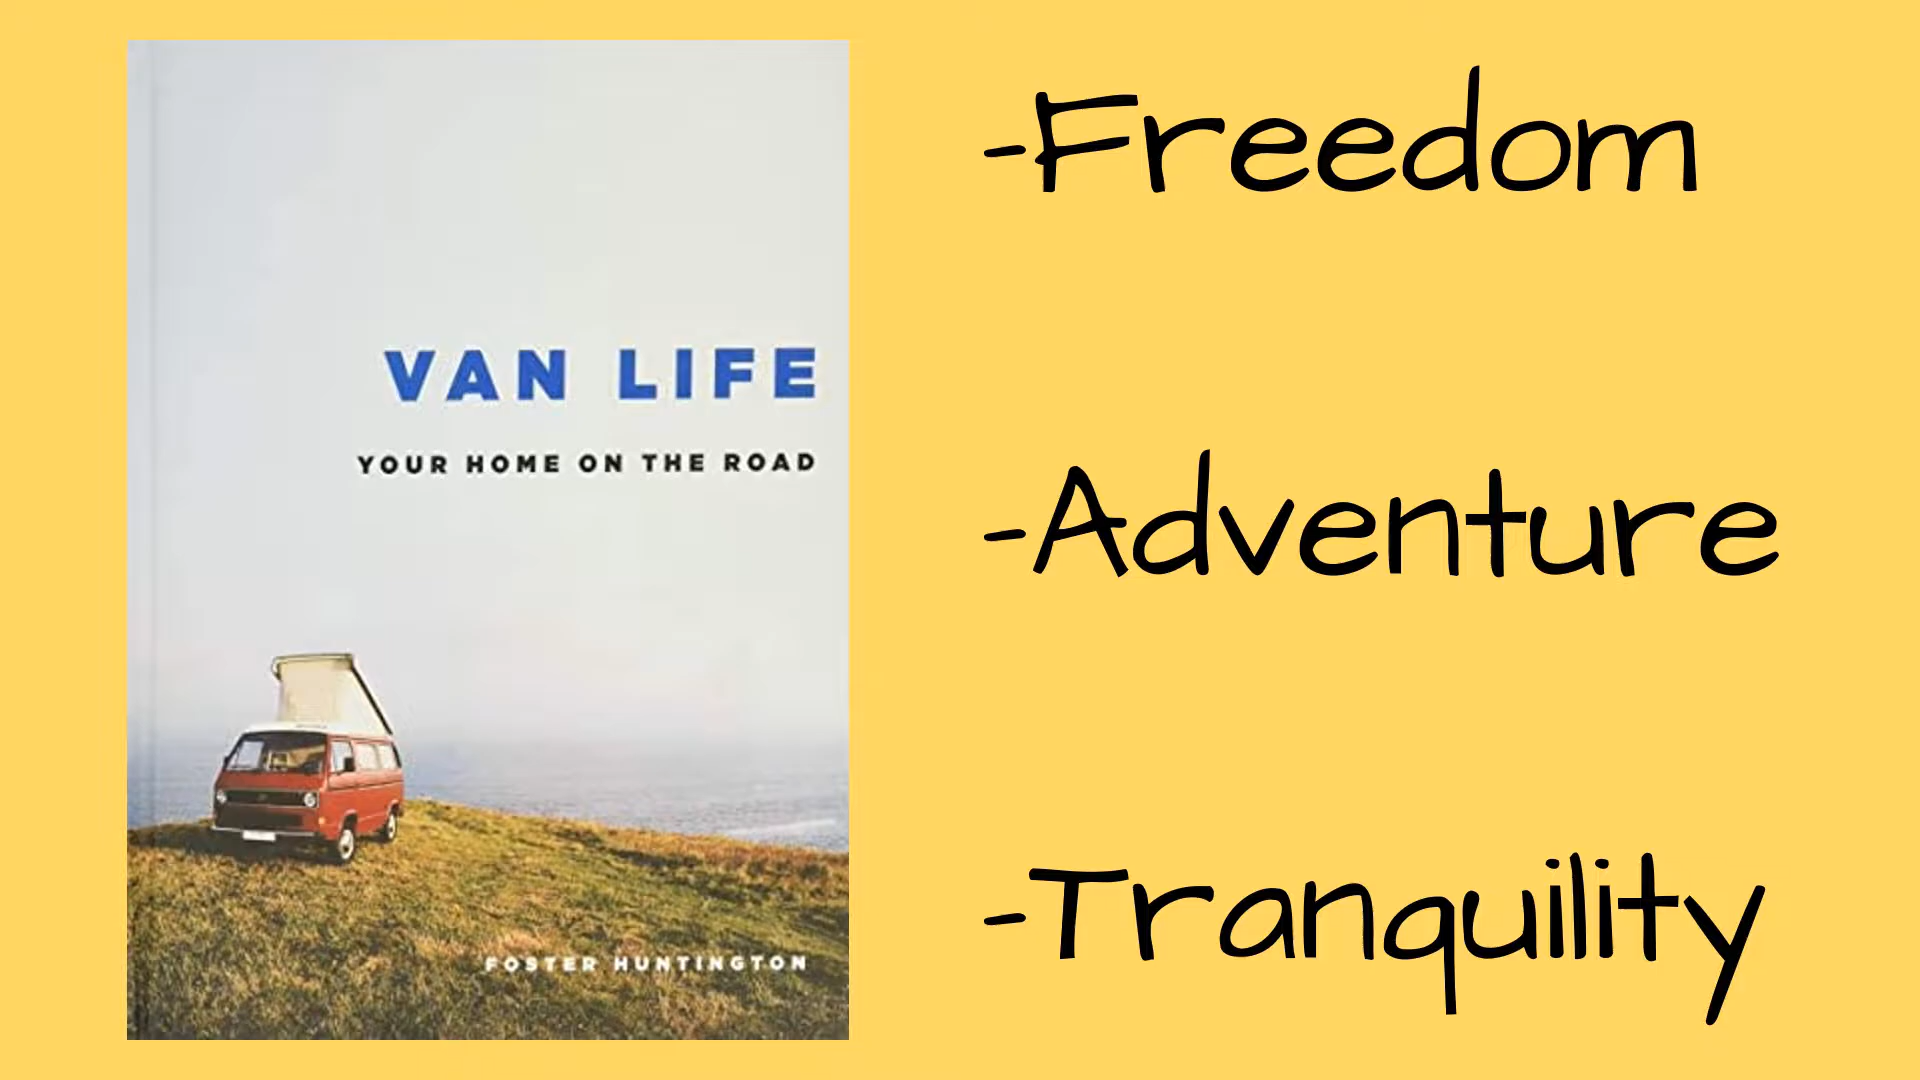 VAN LIFE
YOUR HOME ON THE ROAD
FOSTER HUNTINGTON
-Freedom
-Adventure
-Tranquility